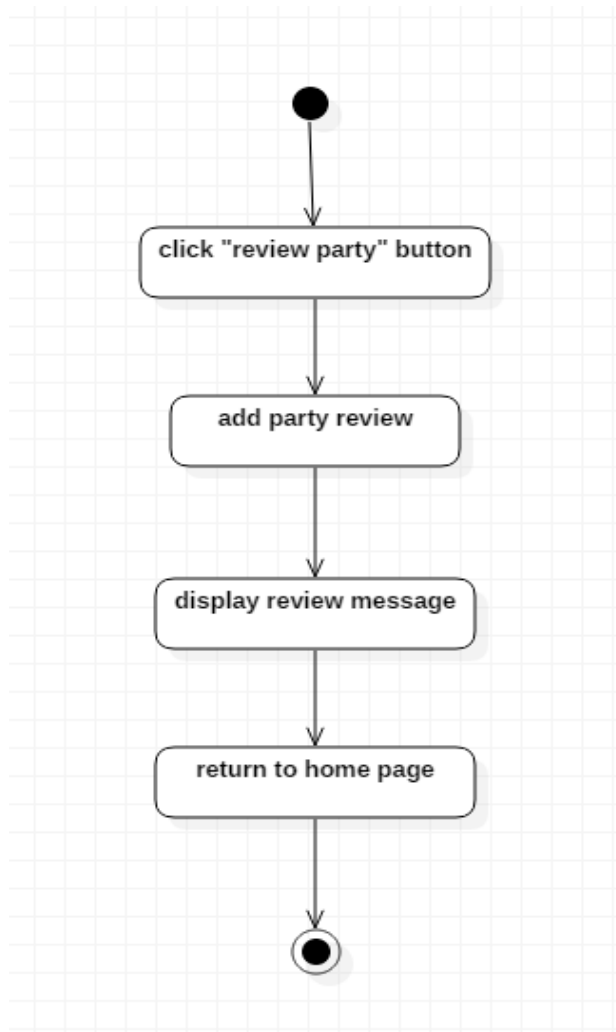 click "review party" button
add party review
display review message
return to home page